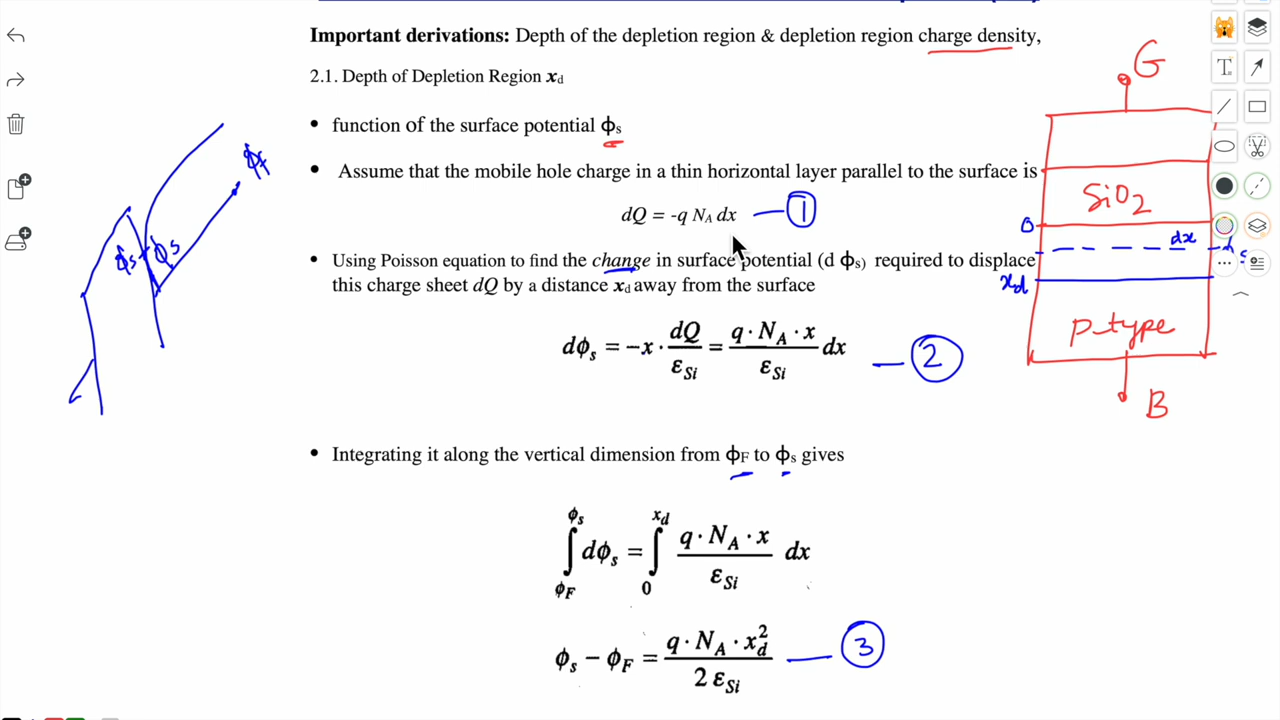 Important derivations: Depth of the depletion region & depletion region charge density,
2.1. Depth of Depletion Region xd
• function of the surface potential ϕs
• Assume that the mobile hole charge in a thin horizontal layer parallel to the surface is
dQ = -q NA dx — 1
• Using Poisson equation to find the change in surface potential (d ϕs) required to displace
this charge sheet dQ by a distance xd away from the surface
dϕs = −x · dQ/εSi = q · NA · x/εSi dx — 2
• Integrating it along the vertical dimension from ϕF to ϕs gives
∫ϕF^ϕs dϕs = ∫0^xd q · NA · x/εSi dx
ϕs − ϕF = q · NA · xd²/2 εSi — 3
ϕF
ϕs
ϕs
G
SiO2
0
dx
xd
P-type
B
T